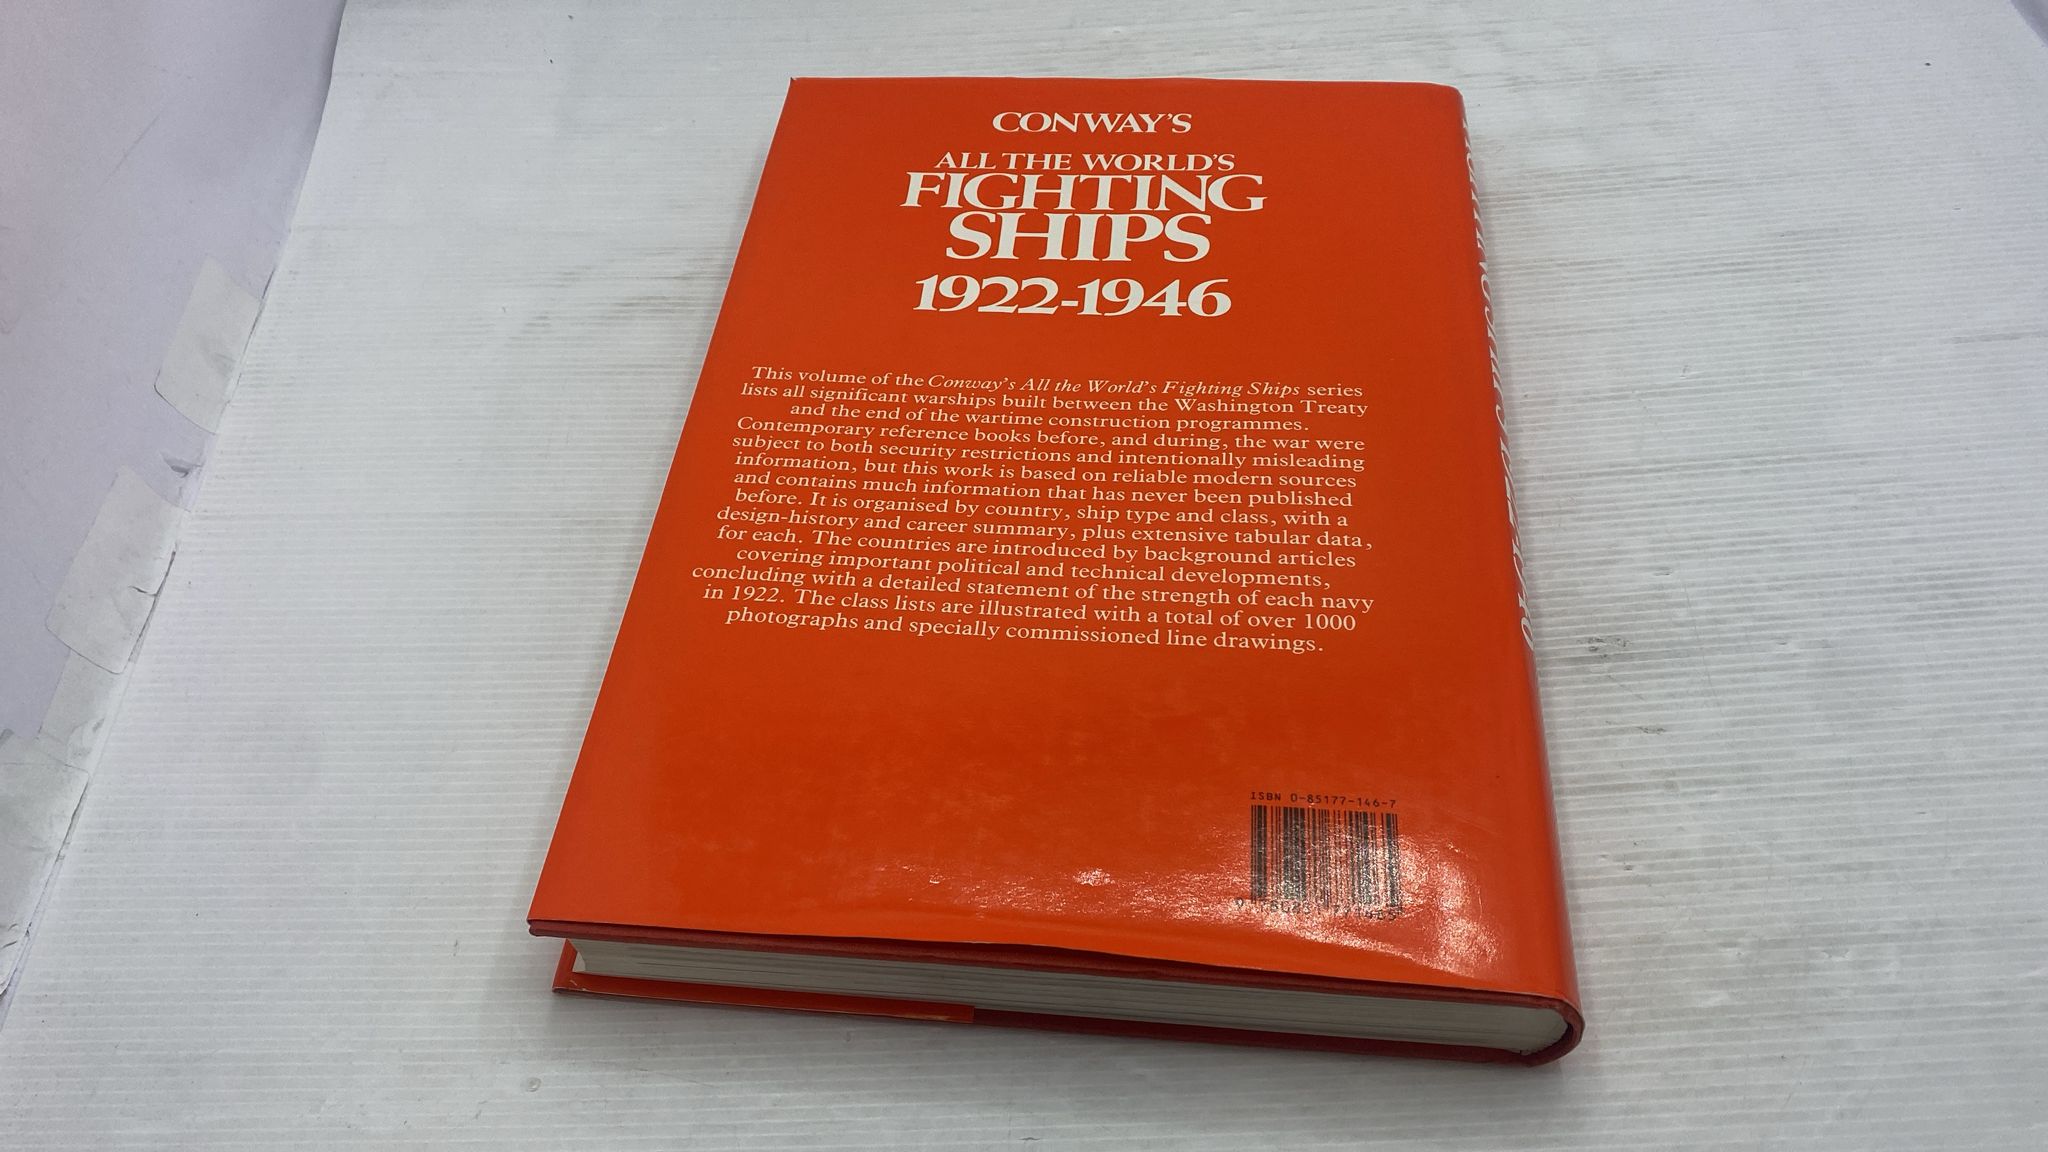 CONWAY'S
ALL THE WORLD'S
FIGHTING
SHIPS
1922-1946
This volume of the Conway's All the World's Fighting Ships series
lists all significant warships built between the Washington Treaty
and the end of the wartime construction programmes.
Contemporary reference books before, and during, the war were
subject to both security restrictions and intentionally misleading
information, but this work is based on reliable modern sources
and contains much information that has never been published
before. It is organised by country, ship type and class, with a
design-history and career summary, plus extensive tabular data,
for each. The countries are introduced by background articles
covering important political and technical developments,
concluding with a detailed statement of the strength of each navy
in 1922. The class lists are illustrated with a total of over 1000
photographs and specially commissioned line drawings.
ISBN 0-85177-146-7